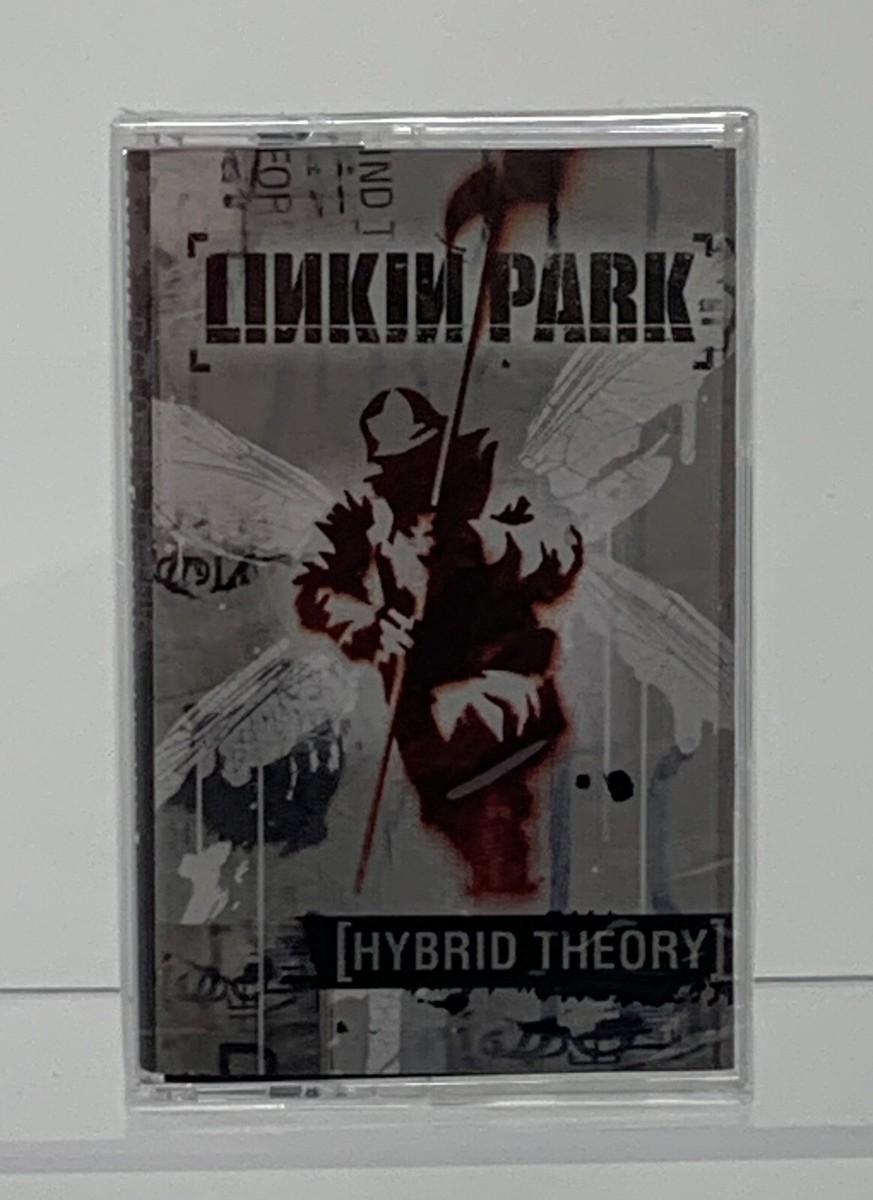 LINKIN PARK
[HYBRID THEORY]